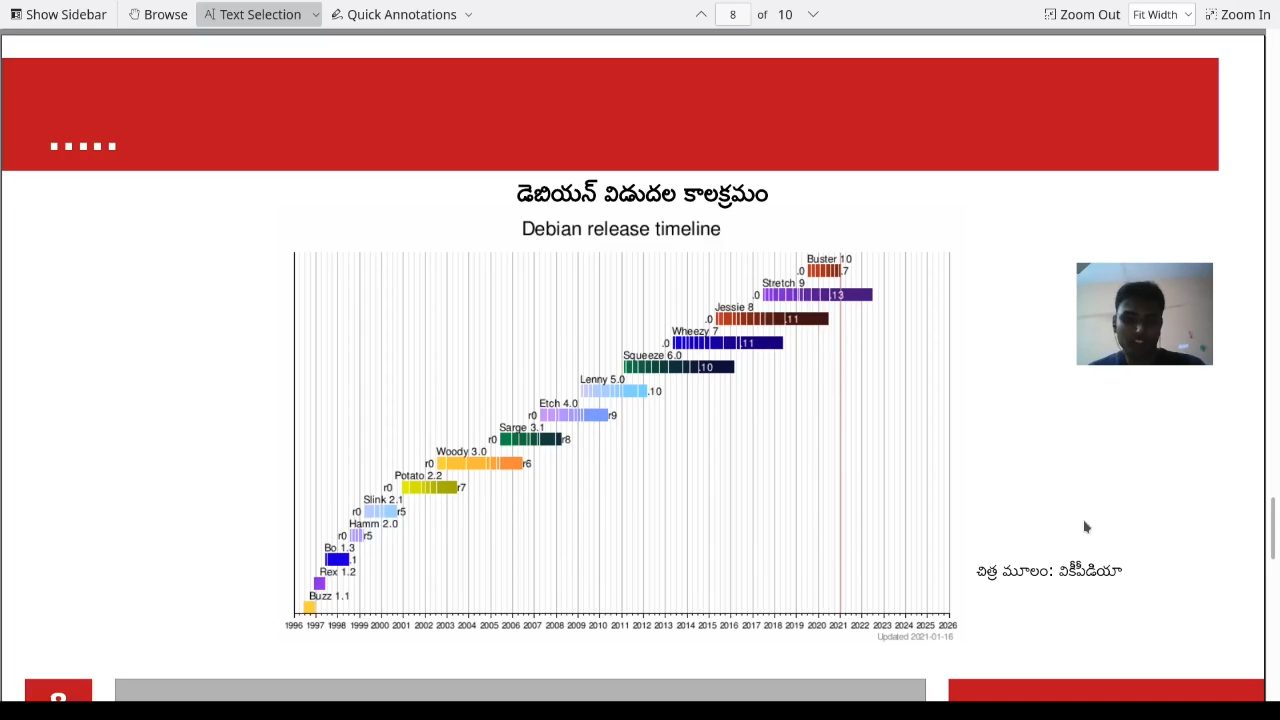 Show Sidebar Browse Text Selection Quick Annotations 8 of 10 Zoom Out Fit Width Zoom In
.....
డెబియన్ విడుదల కాలక్రమం
Debian release timeline
Buster 10
.0 .7
Stretch 9
.0 .13
Jessie 8
.0 .11
Wheezy 7
.0 .11
Squeeze 6.0
.10
Lenny 5.0
.10
Etch 4.0
r0 r9
Sarge 3.1
r0 r8
Woody 3.0
r0 r6
Potato 2.2
r0 r7
Slink 2.1
r0 r5
Hamm 2.0
r0 r5
Bo 1.3
.1
Rex 1.2
Buzz 1.1
చిత్ర మూలం: వికీపీడియా
1996 1997 1998 1999 2000 2001 2002 2003 2004 2005 2006 2007 2008 2009 2010 2011 2012 2013 2014 2015 2016 2017 2018 2019 2020 2021 2022 2023 2024 2025 2026
Updated 2021-01-16
8